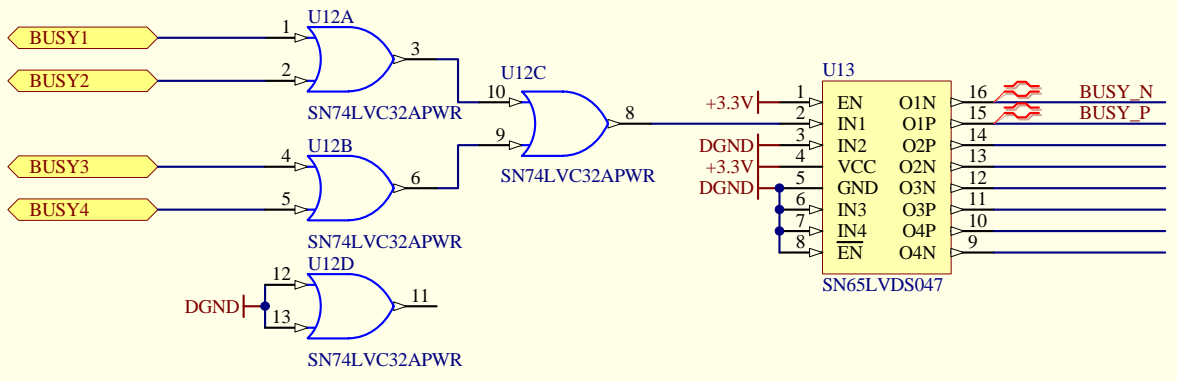 U12A
BUSY1 1
3
BUSY2 2
SN74LVC32APWR
U12C
10
8
9
SN74LVC32APWR
U12B
BUSY3 4
6
BUSY4 5
SN74LVC32APWR
U12D
12
DGND 11
13
SN74LVC32APWR
U13
+3.3V 1 EN O1N 16 BUSY_N
2 IN1 O1P 15 BUSY_P
DGND 3 IN2 O2P 14
+3.3V 4 VCC O2N 13
DGND 5 GND O3N 12
6 IN3 O3P 11
7 IN4 O4P 10
8 EN O4N 9
SN65LVDS047